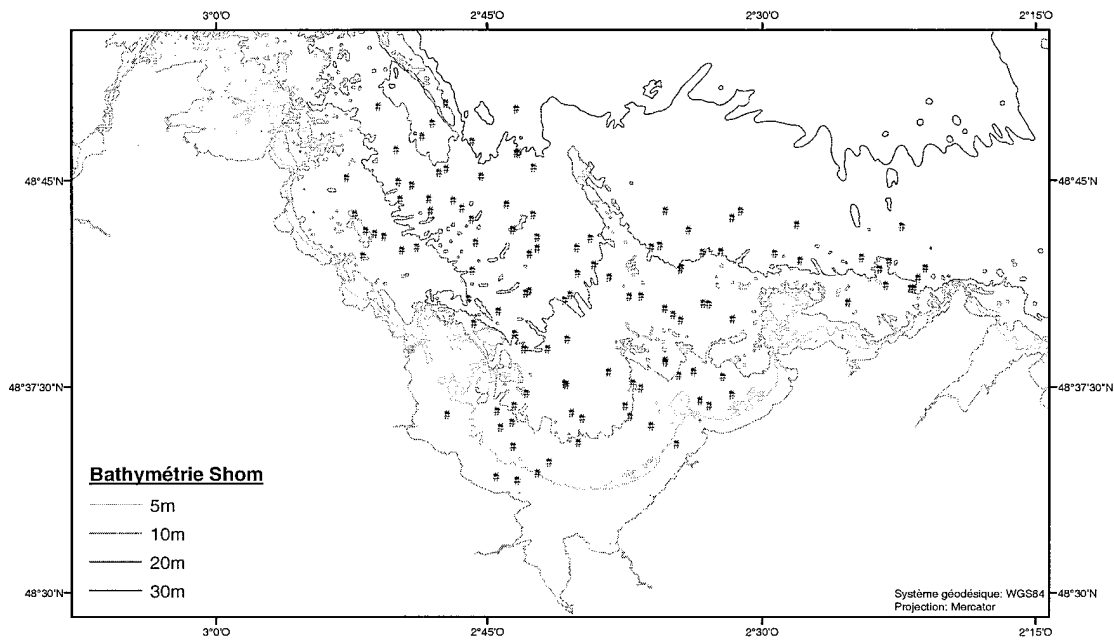 3°0'O 2°45'O 2°30'O 2°15'O
48°45'N 48°45'N
48°37'30"N 48°37'30"N
Bathymétrie Shom
5m
10m
20m
30m
48°30'N 48°30'N
Système géodésique: WGS84
Projection: Mercator
3°0'O 2°45'O 2°30'O 2°15'O